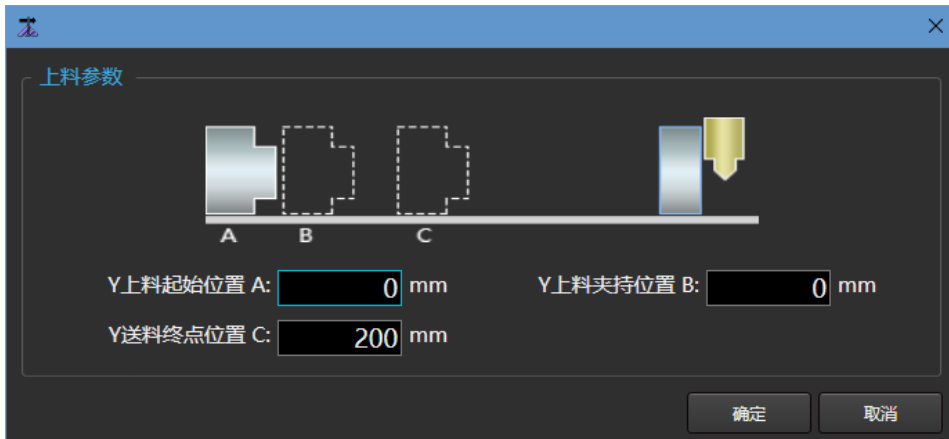 上料参数
A B C
Y上料起始位置 A: 0 mm Y上料夹持位置 B: 0 mm
Y送料终点位置 C: 200 mm
确定 取消